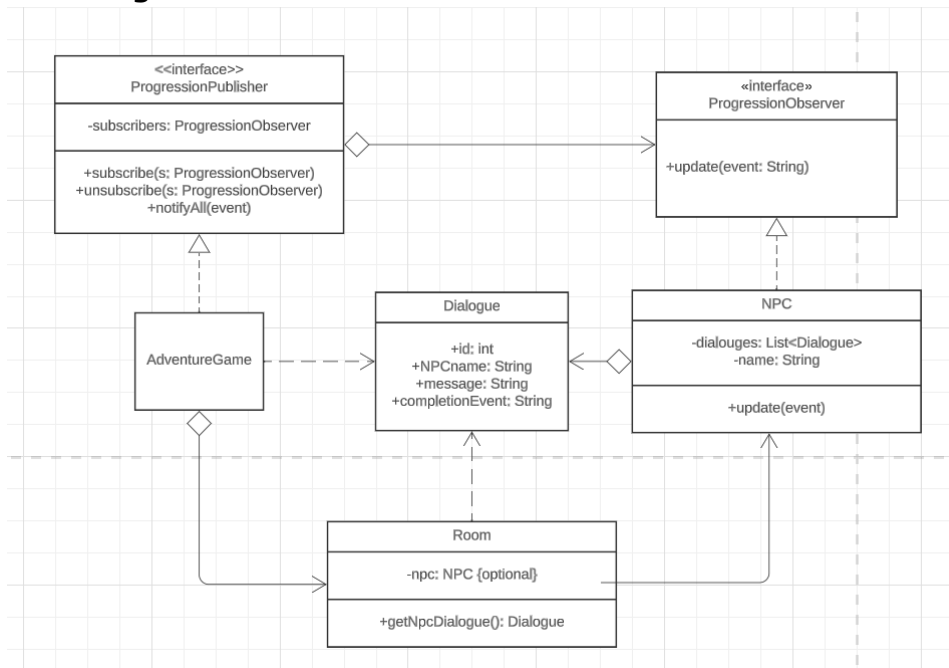 <<interface>>
ProgressionPublisher
-subscribers: ProgressionObserver
+subscribe(s: ProgressionObserver)
+unsubscribe(s: ProgressionObserver)
+notifyAll(event)
«interface»
ProgressionObserver
+update(event: String)
AdventureGame
Dialogue
+id: int
+NPCname: String
+message: String
+completionEvent: String
NPC
-dialouges: List<Dialogue>
-name: String
+update(event)
Room
-npc: NPC {optional}
+getNpcDialogue(): Dialogue